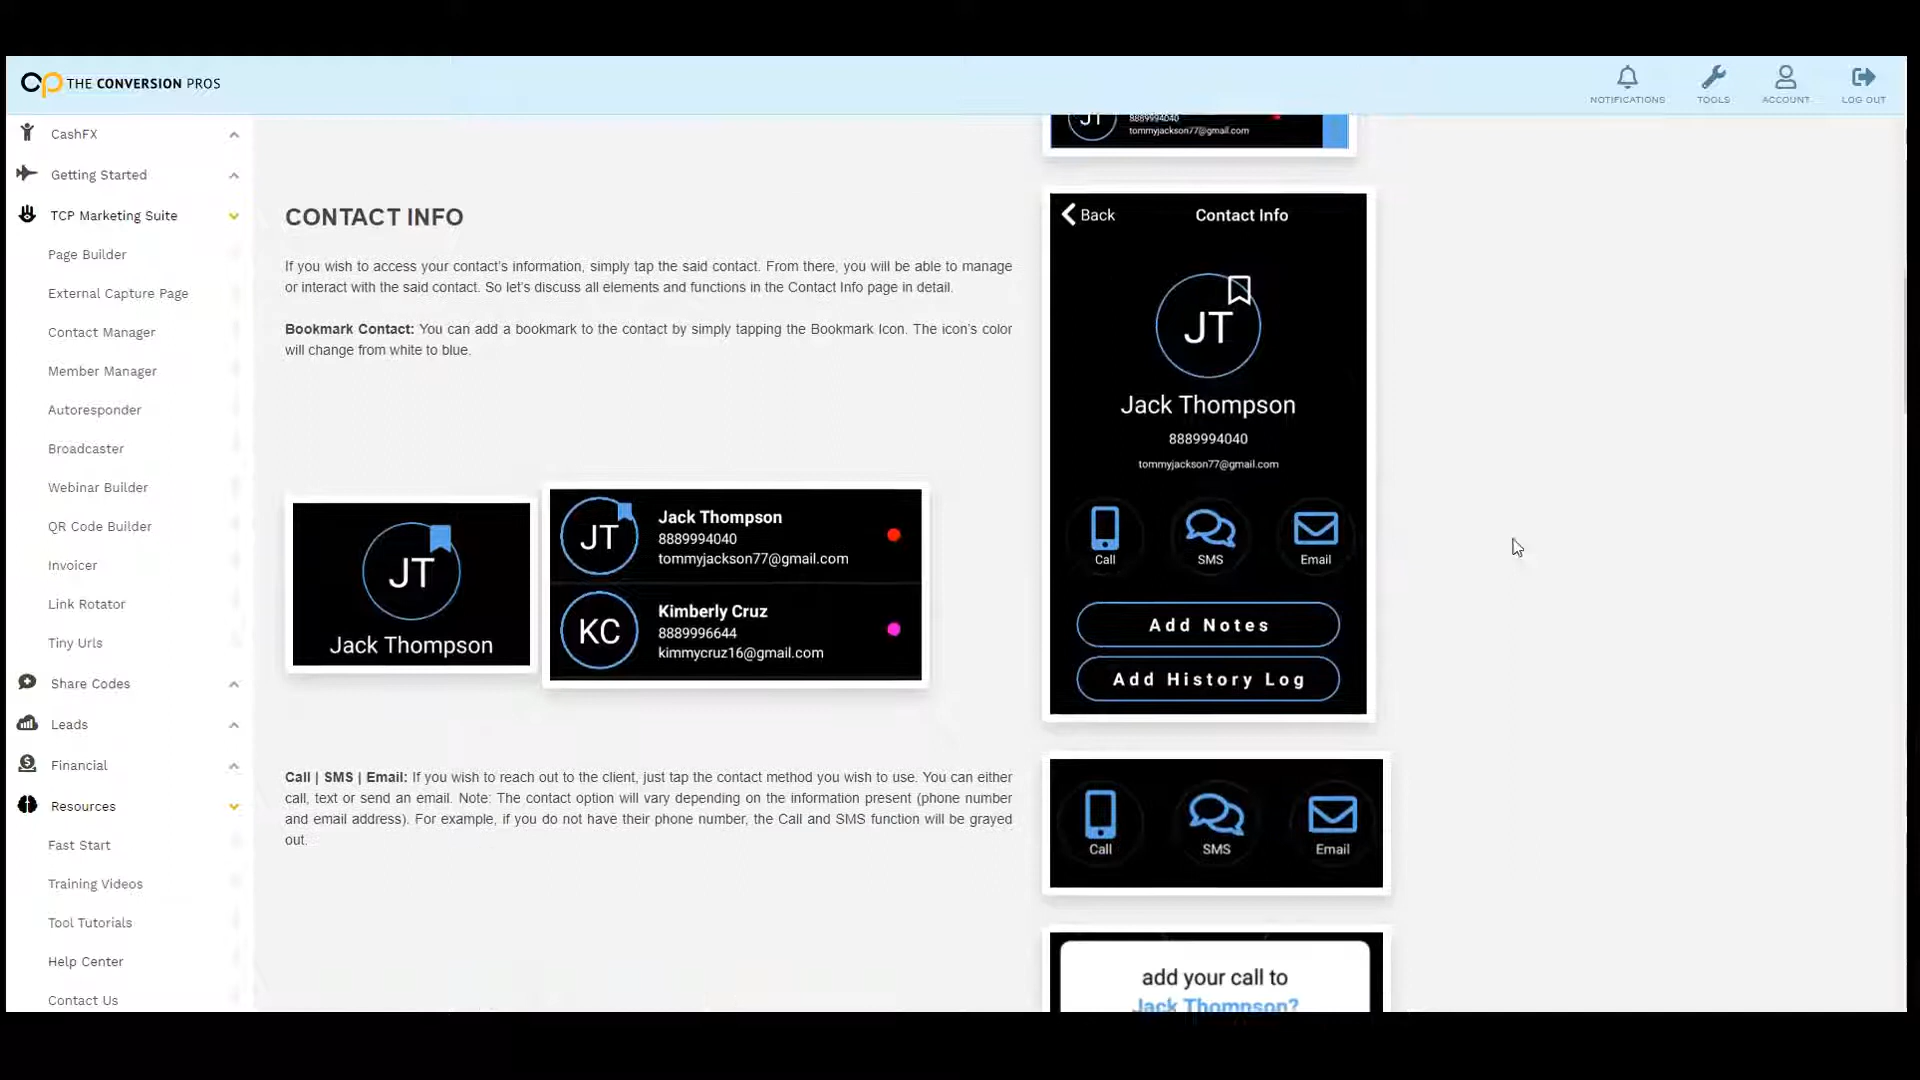 THE CONVERSION PROS
NOTIFICATIONS
TOOLS
ACCOUNT
LOG OUT
CashFX
Getting Started
TCP Marketing Suite
Page Builder
External Capture Page
Contact Manager
Member Manager
Autoresponder
Broadcaster
Webinar Builder
QR Code Builder
Invoicer
Link Rotator
Tiny Urls
Share Codes
Leads
Financial
Resources
Fast Start
Training Videos
Tool Tutorials
Help Center
Contact Us
CONTACT INFO
If you wish to access your contact's information, simply tap the said contact. From there, you will be able to manage
or interact with the said contact. So let's discuss all elements and functions in the Contact Info page in detail.
Bookmark Contact: You can add a bookmark to the contact by simply tapping the Bookmark Icon. The icon's color
will change from white to blue.
JT
Jack Thompson
JT
Jack Thompson
8889994040
tommyjackson77@gmail.com
KC
Kimberly Cruz
8889996644
kimmycruz16@gmail.com
Call | SMS | Email: If you wish to reach out to the client, just tap the contact method you wish to use. You can either
call, text or send an email. Note: The contact option will vary depending on the information present (phone number
and email address). For example, if you do not have their phone number, the Call and SMS function will be grayed
out.
JT
8889994040
tommyjackson77@gmail.com
Back
Contact Info
JT
Jack Thompson
8889994040
tommyjackson77@gmail.com
Call
SMS
Email
Add Notes
Add History Log
Call
SMS
Email
add your call to
Jack Thompson?